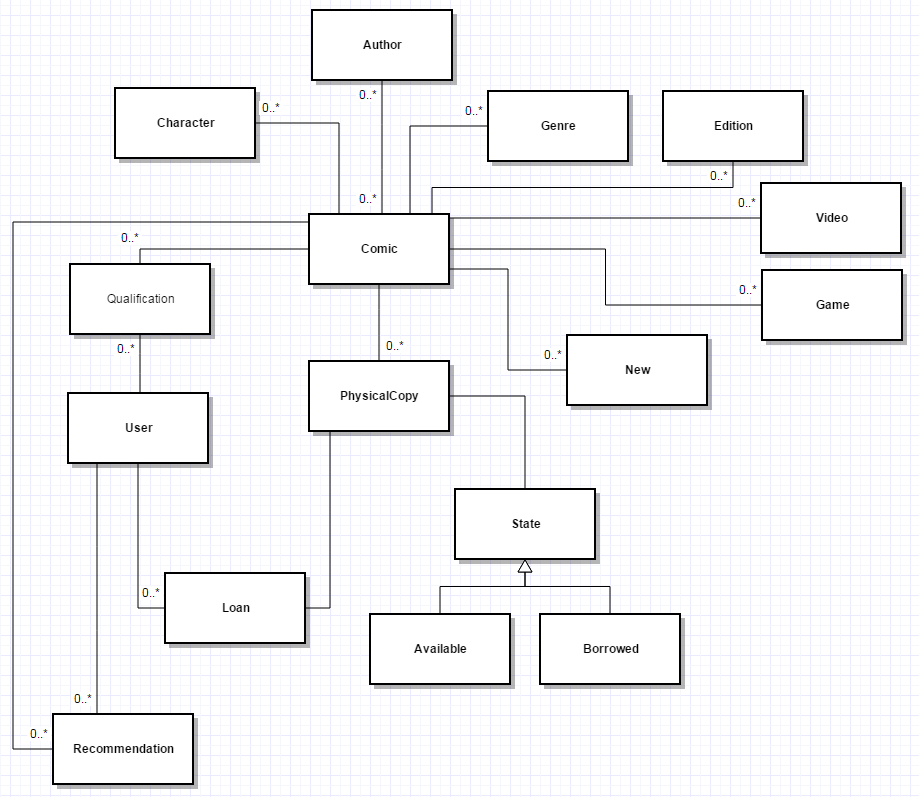 Author
0..*
Character
0..*
0..*
Genre
Edition
0..*
0..*
0..*
Video
0..*
Comic
Qualification
0..*
Game
0..*
0..*
New
0..*
PhysicalCopy
User
State
0..*
Loan
Available
Borrowed
0..*
0..*
Recommendation